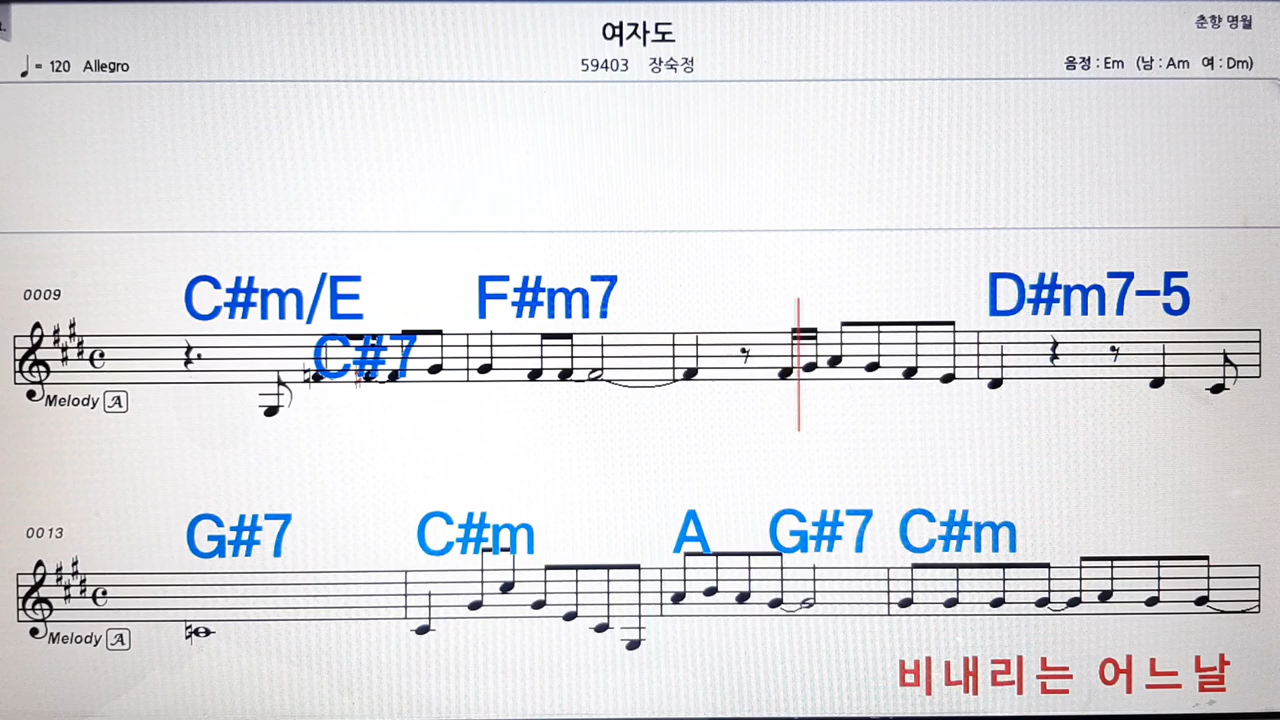 여자도
춘향 명월
♩= 120 Allegro
59403 장숙정
음정 : Em (남 : Am 여 : Dm)
0009
C#m/E
C#7
F#m7
D#m7-5
Melody A
0013
G#7
C#m
A
G#7
C#m
Melody A
비내리는 어느날